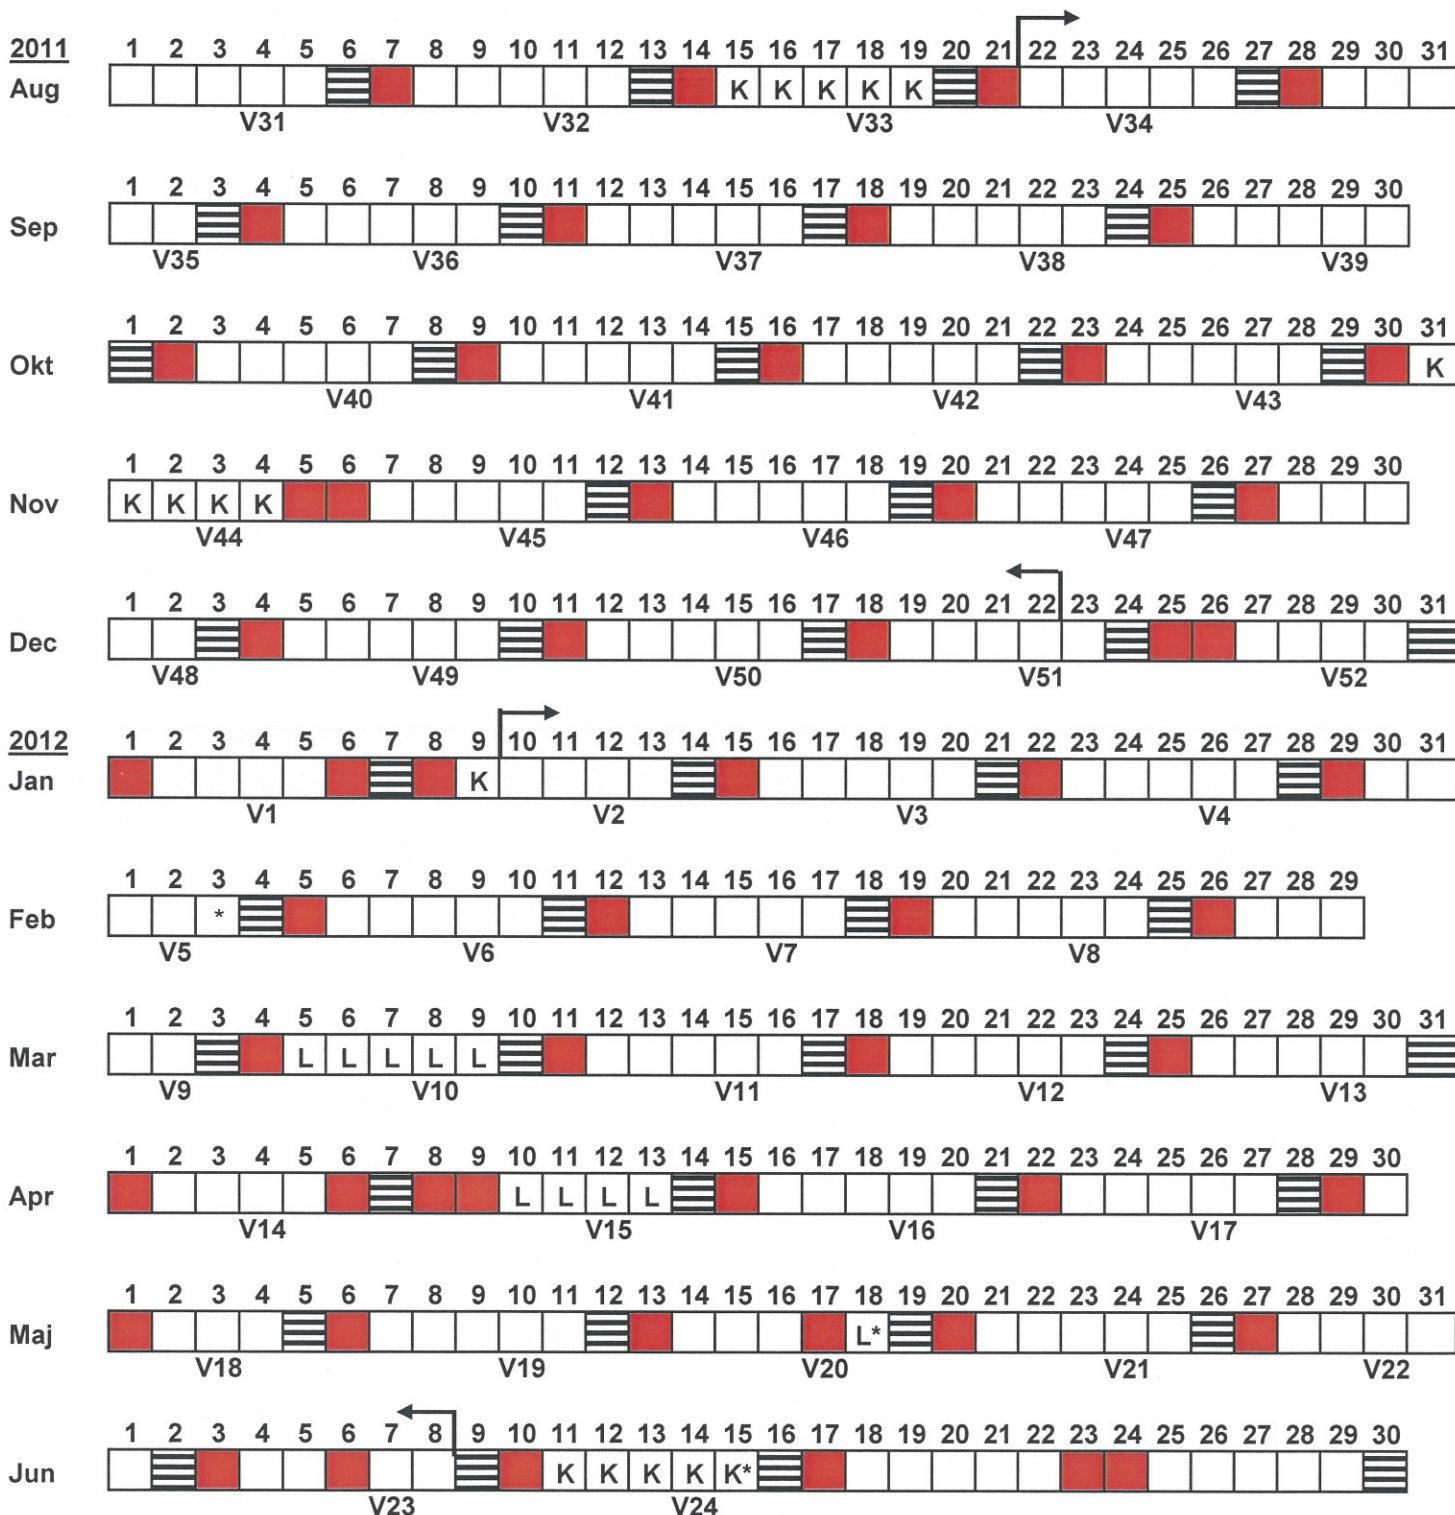 2011 1 2 3 4 5 6 7 8 9 10 11 12 13 14 15 16 17 18 19 20 21 22 23 24 25 26 27 28 29 30 31
Aug K K K K K
V31 V32 V33 V34
1 2 3 4 5 6 7 8 9 10 11 12 13 14 15 16 17 18 19 20 21 22 23 24 25 26 27 28 29 30
Sep
V35 V36 V37 V38 V39
1 2 3 4 5 6 7 8 9 10 11 12 13 14 15 16 17 18 19 20 21 22 23 24 25 26 27 28 29 30 31
Okt K
V40 V41 V42 V43
1 2 3 4 5 6 7 8 9 10 11 12 13 14 15 16 17 18 19 20 21 22 23 24 25 26 27 28 29 30
Nov K K K K
V44 V45 V46 V47
1 2 3 4 5 6 7 8 9 10 11 12 13 14 15 16 17 18 19 20 21 22 23 24 25 26 27 28 29 30 31
Dec
V48 V49 V50 V51 V52
2012 1 2 3 4 5 6 7 8 9 10 11 12 13 14 15 16 17 18 19 20 21 22 23 24 25 26 27 28 29 30 31
Jan K
V1 V2 V3 V4
1 2 3 4 5 6 7 8 9 10 11 12 13 14 15 16 17 18 19 20 21 22 23 24 25 26 27 28 29
Feb *
V5 V6 V7 V8
1 2 3 4 5 6 7 8 9 10 11 12 13 14 15 16 17 18 19 20 21 22 23 24 25 26 27 28 29 30 31
Mar L L L L L
V9 V10 V11 V12 V13
1 2 3 4 5 6 7 8 9 10 11 12 13 14 15 16 17 18 19 20 21 22 23 24 25 26 27 28 29 30
Apr L L L L
V14 V15 V16 V17
1 2 3 4 5 6 7 8 9 10 11 12 13 14 15 16 17 18 19 20 21 22 23 24 25 26 27 28 29 30 31
Maj L*
V18 V19 V20 V21 V22
1 2 3 4 5 6 7 8 9 10 11 12 13 14 15 16 17 18 19 20 21 22 23 24 25 26 27 28 29 30
Jun K K K K K*
V23 V24